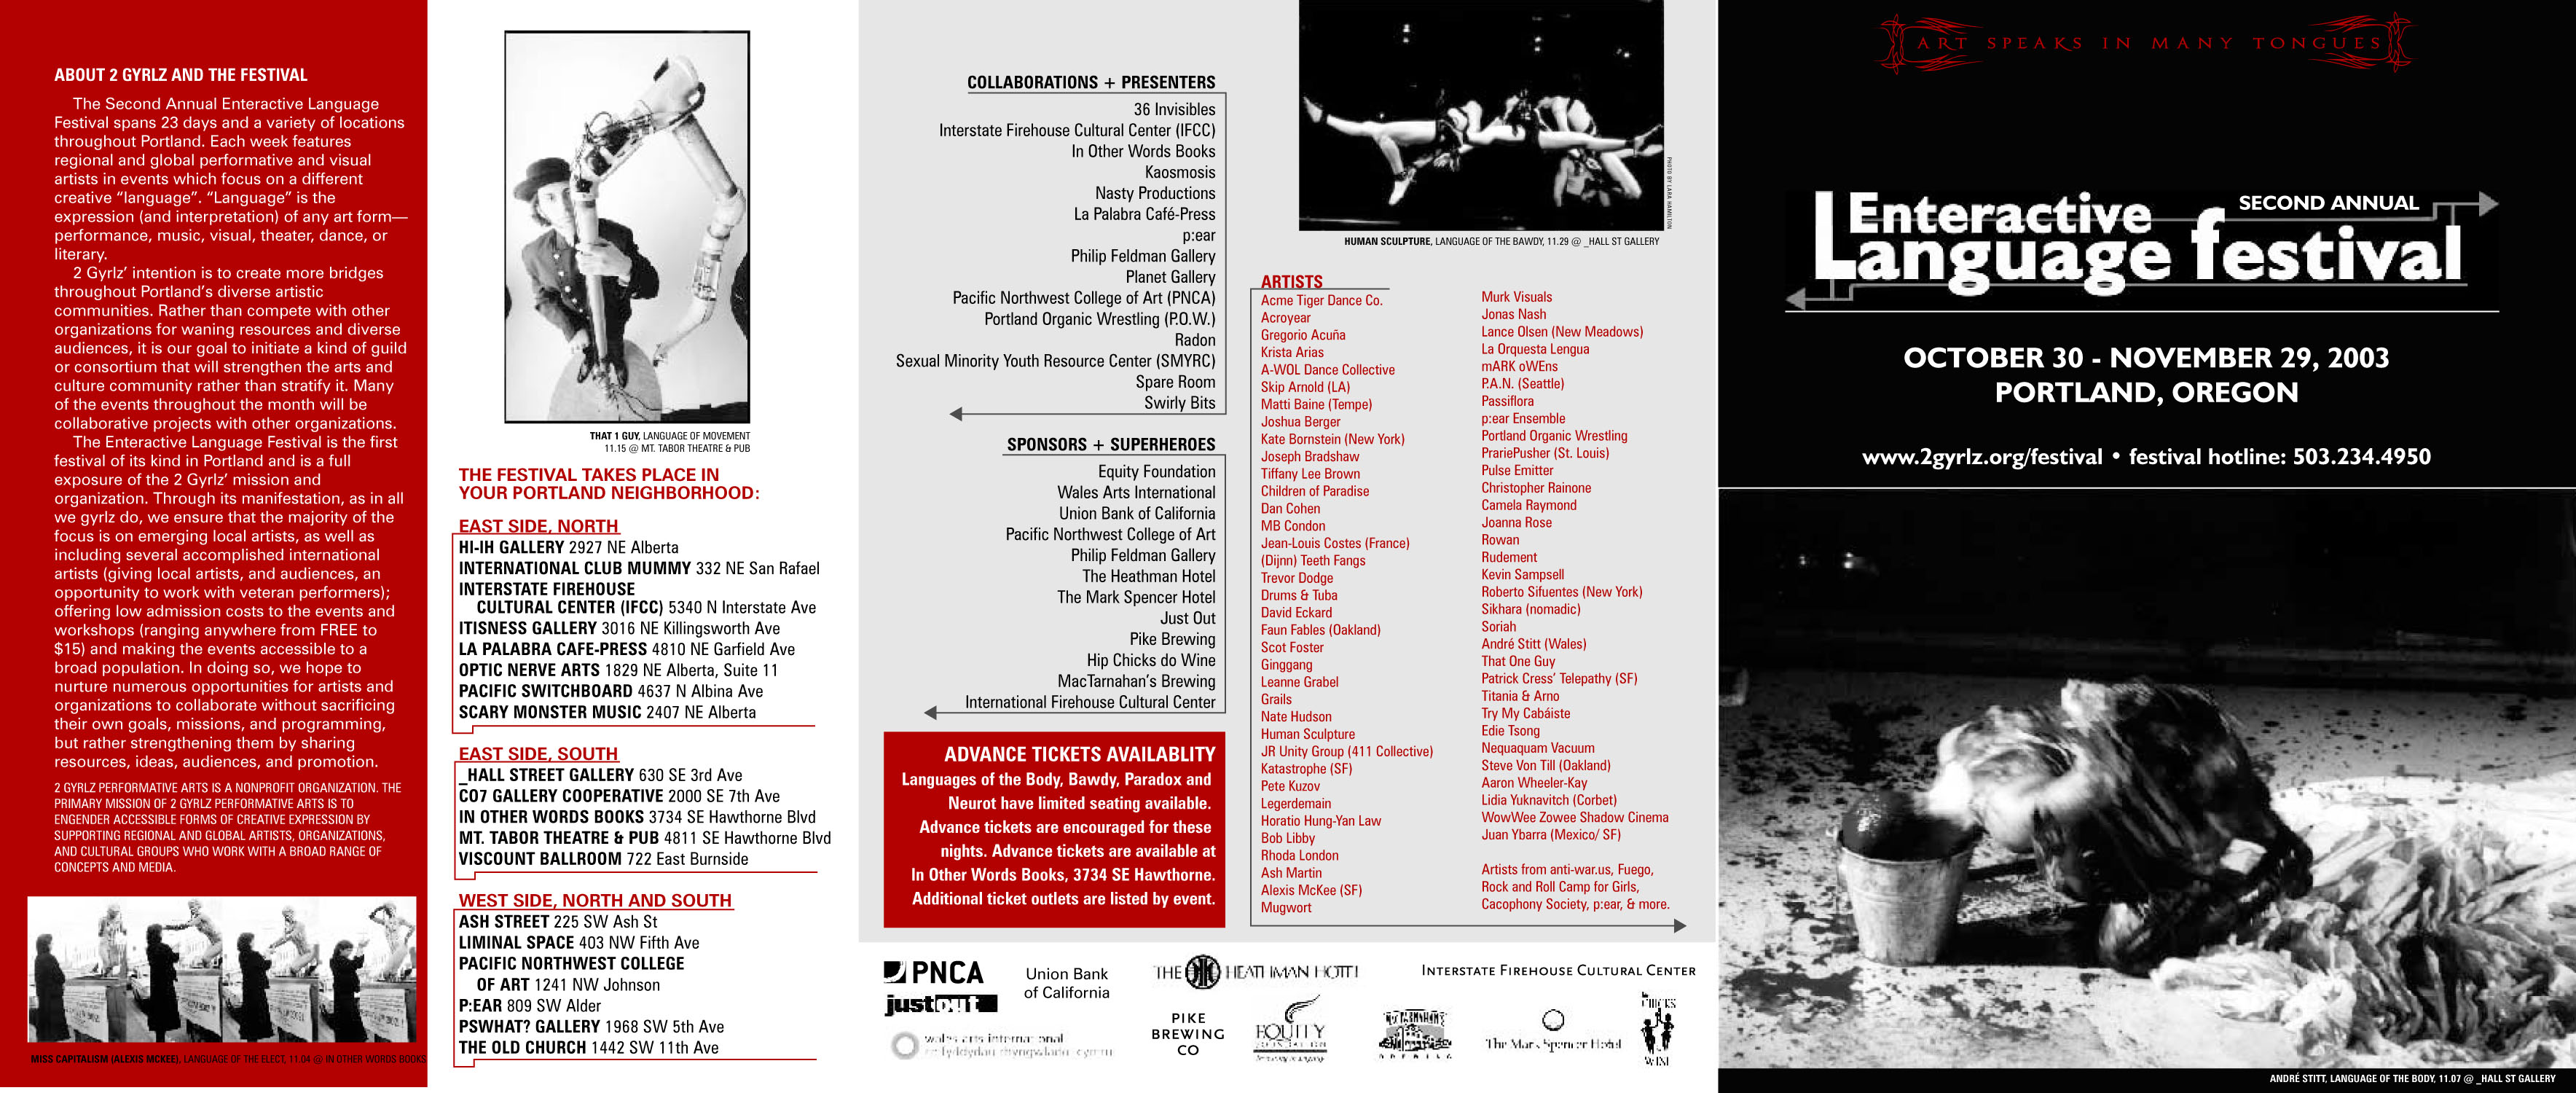 ABOUT 2 GYRLZ AND THE FESTIVAL
The Second Annual Enteractive Language
Festival spans 23 days and a variety of locations
throughout Portland. Each week features
regional and global performative and visual
artists in events which focus on a different
creative “language”. “Language” is the
expression (and interpretation) of any art form—
performance, music, visual, theater, dance, or
literary.
2 Gyrlz’ intention is to create more bridges
throughout Portland’s diverse artistic
communities. Rather than compete with other
organizations for waning resources and diverse
audiences, it is our goal to initiate a kind of guild
or consortium that will strengthen the arts and
culture community rather than stratify it. Many
of the events throughout the month will be
collaborative projects with other organizations.
The Enteractive Language Festival is the first
festival of its kind in Portland and is a full
exposure of the 2 Gyrlz’ mission and
organization. Through its manifestation, as in all
we gyrlz do, we ensure that the majority of the
focus is on emerging local artists, as well as
including several accomplished international
artists (giving local artists, and audiences, an
opportunity to work with veteran performers);
offering low admission costs to the events and
workshops (ranging anywhere from FREE to
$15) and making the events accessible to a
broad population. In doing so, we hope to
nurture numerous opportunities for artists and
organizations to collaborate without sacrificing
their own goals, missions, and programming,
but rather strengthening them by sharing
resources, ideas, audiences, and promotion.
2 GYRLZ PERFORMATIVE ARTS IS A NONPROFIT ORGANIZATION. THE
PRIMARY MISSION OF 2 GYRLZ PERFORMATIVE ARTS IS TO
ENGENDER ACCESSIBLE FORMS OF CREATIVE EXPRESSION BY
SUPPORTING REGIONAL AND GLOBAL ARTISTS, ORGANIZATIONS,
AND CULTURAL GROUPS WHO WORK WITH A BROAD RANGE OF
CONCEPTS AND MEDIA.
MISS CAPITALISM (ALEXIS MCKEE), LANGUAGE OF THE ELECT, 11.04 @ IN OTHER WORDS BOOKS
THAT 1 GUY, LANGUAGE OF MOVEMENT
11.15 @ MT. TABOR THEATRE & PUB
THE FESTIVAL TAKES PLACE IN
YOUR PORTLAND NEIGHBORHOOD:
EAST SIDE, NORTH
HI-IH GALLERY 2927 NE Alberta
INTERNATIONAL CLUB MUMMY 332 NE San Rafael
INTERSTATE FIREHOUSE
CULTURAL CENTER (IFCC) 5340 N Interstate Ave
ITISNESS GALLERY 3016 NE Killingsworth Ave
LA PALABRA CAFE-PRESS 4810 NE Garfield Ave
OPTIC NERVE ARTS 1829 NE Alberta, Suite 11
PACIFIC SWITCHBOARD 4637 N Albina Ave
SCARY MONSTER MUSIC 2407 NE Alberta
EAST SIDE, SOUTH
_HALL STREET GALLERY 630 SE 3rd Ave
CO7 GALLERY COOPERATIVE 2000 SE 7th Ave
IN OTHER WORDS BOOKS 3734 SE Hawthorne Blvd
MT. TABOR THEATRE & PUB 4811 SE Hawthorne Blvd
VISCOUNT BALLROOM 722 East Burnside
WEST SIDE, NORTH AND SOUTH
ASH STREET 225 SW Ash St
LIMINAL SPACE 403 NW Fifth Ave
PACIFIC NORTHWEST COLLEGE
OF ART 1241 NW Johnson
P:EAR 809 SW Alder
PSWHAT? GALLERY 1968 SW 5th Ave
THE OLD CHURCH 1442 SW 11th Ave
COLLABORATIONS + PRESENTERS
36 Invisibles
Interstate Firehouse Cultural Center (IFCC)
In Other Words Books
Kaosmosis
Nasty Productions
La Palabra Café-Press
p:ear
Philip Feldman Gallery
Planet Gallery
Pacific Northwest College of Art (PNCA)
Portland Organic Wrestling (P.O.W.)
Radon
Sexual Minority Youth Resource Center (SMYRC)
Spare Room
Swirly Bits
SPONSORS + SUPERHEROES
Equity Foundation
Wales Arts International
Union Bank of California
Pacific Northwest College of Art
Philip Feldman Gallery
The Heathman Hotel
The Mark Spencer Hotel
Just Out
Pike Brewing
Hip Chicks do Wine
MacTarnahan’s Brewing
International Firehouse Cultural Center
ADVANCE TICKETS AVAILABLITY
Languages of the Body, Bawdy, Paradox and
Neurot have limited seating available.
Advance tickets are encouraged for these
nights. Advance tickets are available at
In Other Words Books, 3734 SE Hawthorne.
Additional ticket outlets are listed by event.
PHOTO BY LARA HAMILTON
HUMAN SCULPTURE, LANGUAGE OF THE BAWDY, 11.29 @ _HALL ST GALLERY
ARTISTS
Acme Tiger Dance Co.
Acroyear
Gregorio Acuña
Krista Arias
A-WOL Dance Collective
Skip Arnold (LA)
Matti Baine (Tempe)
Joshua Berger
Kate Bornstein (New York)
Joseph Bradshaw
Tiffany Lee Brown
Children of Paradise
Dan Cohen
MB Condon
Jean-Louis Costes (France)
(Dijnn) Teeth Fangs
Trevor Dodge
Drums & Tuba
David Eckard
Faun Fables (Oakland)
Scot Foster
Ginggang
Leanne Grabel
Grails
Nate Hudson
Human Sculpture
JR Unity Group (411 Collective)
Katastrophe (SF)
Pete Kuzov
Legerdemain
Horatio Hung-Yan Law
Bob Libby
Rhoda London
Ash Martin
Alexis McKee (SF)
Mugwort
Murk Visuals
Jonas Nash
Lance Olsen (New Meadows)
La Orquesta Lengua
mARK oWEns
P.A.N. (Seattle)
Passiflora
p:ear Ensemble
Portland Organic Wrestling
PrariePusher (St. Louis)
Pulse Emitter
Christopher Rainone
Camela Raymond
Joanna Rose
Rowan
Rudement
Kevin Sampsell
Roberto Sifuentes (New York)
Sikhara (nomadic)
Soriah
André Stitt (Wales)
That One Guy
Patrick Cress’ Telepathy (SF)
Titania & Arno
Try My Cabáiste
Edie Tsong
Nequaquam Vacuum
Steve Von Till (Oakland)
Aaron Wheeler-Kay
Lidia Yuknavitch (Corbet)
WowWee Zowee Shadow Cinema
Juan Ybarra (Mexico/ SF)
Artists from anti-war.us, Fuego,
Rock and Roll Camp for Girls,
Cacophony Society, p:ear, & more.
PNCA
just out
Union Bank
of California
wales arts international
THE HEATHMAN HOTEL
PIKE
BREWING
CO
EQUITY
FOUNDATION
INTERSTATE FIREHOUSE CULTURAL CENTER
The Mark Spencer Hotel
CHICKS
WINE
ART SPEAKS IN MANY TONGUES
SECOND ANNUAL
Enteractive
Language festival
OCTOBER 30 - NOVEMBER 29, 2003
PORTLAND, OREGON
www.2gyrlz.org/festival • festival hotline: 503.234.4950
ANDRÉ STITT, LANGUAGE OF THE BODY, 11.07 @ _HALL ST GALLERY